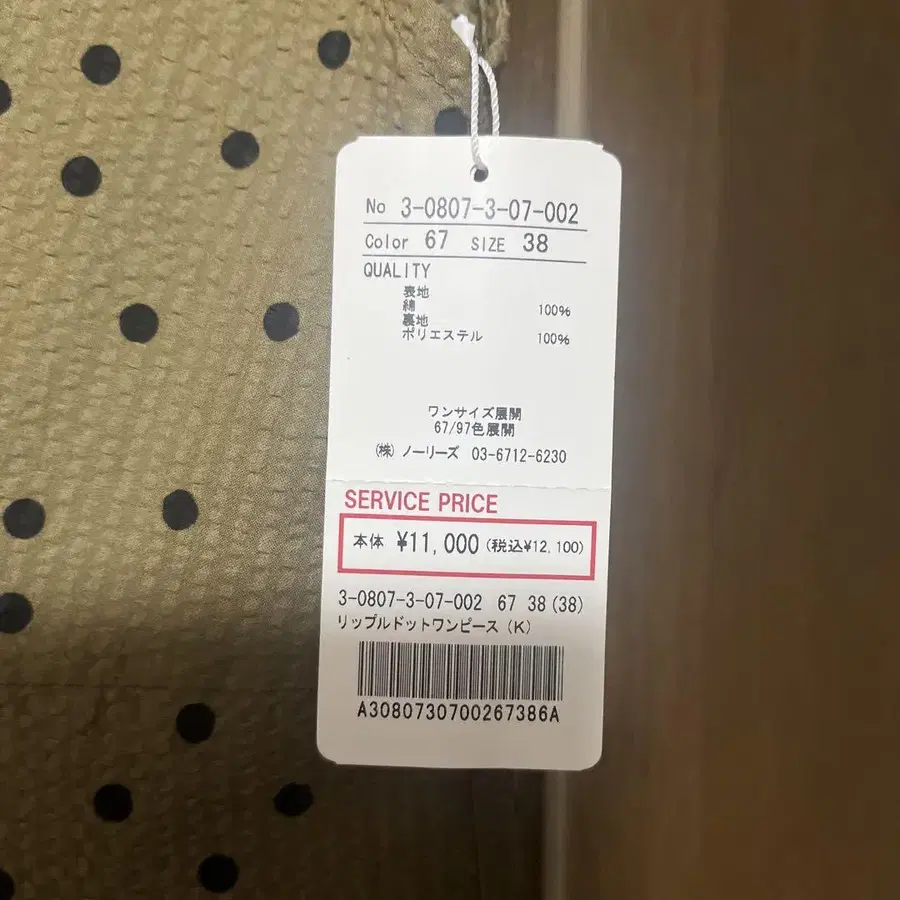 No 3-0807-3-07-002
Color 67 SIZE 38
QUALITY
表地
綿 100%
裏地
ポリエステル 100%
ワンサイズ展開
67/97色展開
(株) ノーリーズ 03-6712-6230
SERVICE PRICE
本体 ¥11,000 (税込¥12,100)
3-0807-3-07-002 67 38 (38)
リップルドットワンピース (K)
A30807307002673​86A